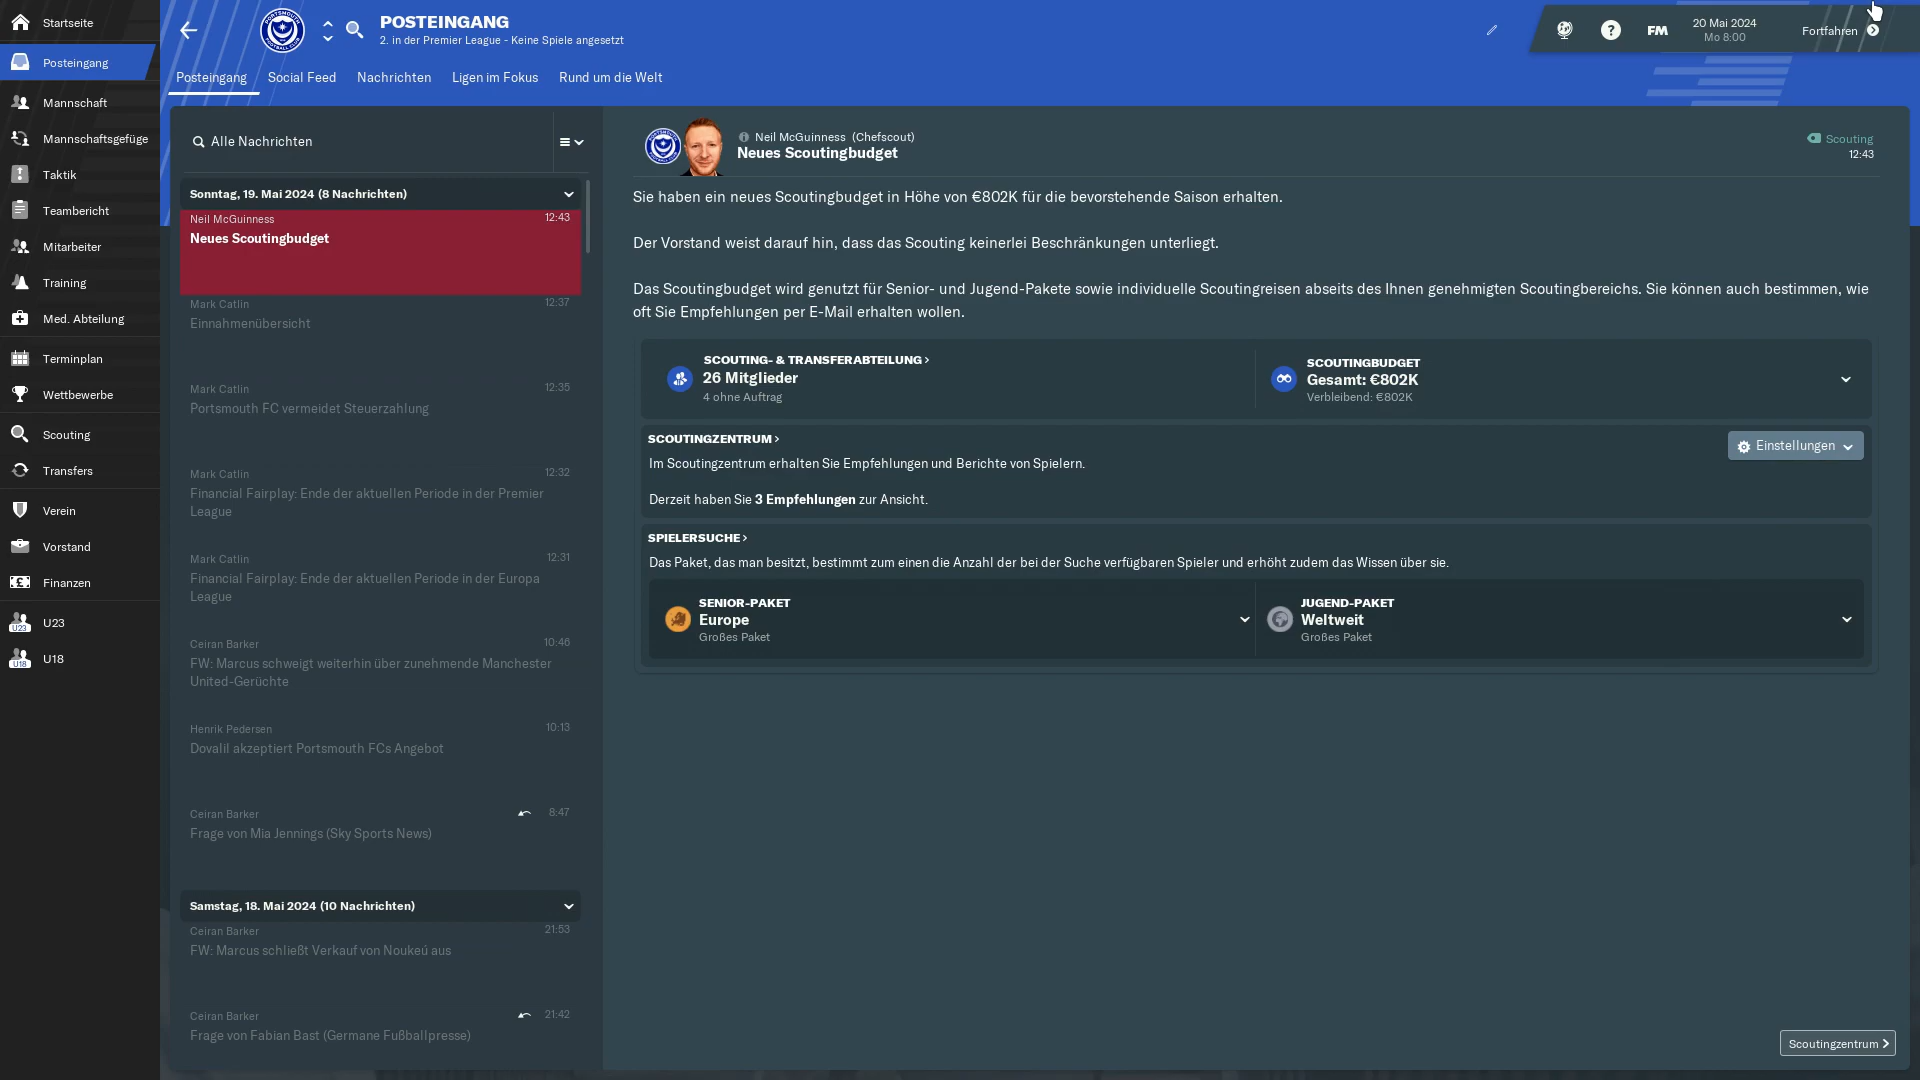 Startseite
Posteingang
Mannschaft
Mannschaftsgefüge
Taktik
Teambericht
Mitarbeiter
Training
Med. Abteilung
Terminplan
Wettbewerbe
Scouting
Transfers
Verein
Vorstand
Finanzen
U23
U23
U18
U18
POSTEINGANG
2. in der Premier League - Keine Spiele angesetzt
?
FM
20 Mai 2024
Mo 8:00
Fortfahren
Posteingang Social Feed Nachrichten Ligen im Fokus Rund um die Welt
Alle Nachrichten
Sonntag, 19. Mai 2024 (8 Nachrichten)
Neil McGuinness 12:43
Neues Scoutingbudget
Mark Catlin 12:37
Einnahmenübersicht
Mark Catlin 12:35
Portsmouth FC vermeidet Steuerzahlung
Mark Catlin 12:32
Financial Fairplay: Ende der aktuellen Periode in der Premier
League
Mark Catlin 12:31
Financial Fairplay: Ende der aktuellen Periode in der Europa
League
Ceiran Barker 10:46
FW: Marcus schweigt weiterhin über zunehmende Manchester
United-Gerüchte
Henrik Pedersen 10:13
Dovalil akzeptiert Portsmouth FCs Angebot
Ceiran Barker 8:47
Frage von Mia Jennings (Sky Sports News)
Samstag, 18. Mai 2024 (10 Nachrichten)
Ceiran Barker 21:53
FW: Marcus schließt Verkauf von Noukeú aus
Ceiran Barker 21:42
Frage von Fabian Bast (Germane Fußballpresse)
Neil McGuinness (Chefscout)
Neues Scoutingbudget
Scouting
12:43
Sie haben ein neues Scoutingbudget in Höhe von €802K für die bevorstehende Saison erhalten.
Der Vorstand weist darauf hin, dass das Scouting keinerlei Beschränkungen unterliegt.
Das Scoutingbudget wird genutzt für Senior- und Jugend-Pakete sowie individuelle Scoutingreisen abseits des Ihnen genehmigten Scoutingbereichs. Sie können auch bestimmen, wie
oft Sie Empfehlungen per E-Mail erhalten wollen.
SCOUTING- & TRANSFERABTEILUNG
26 Mitglieder
4 ohne Auftrag
SCOUTINGBUDGET
Gesamt: €802K
Verbleibend: €802K
SCOUTINGZENTRUM
Einstellungen
Im Scoutingzentrum erhalten Sie Empfehlungen und Berichte von Spielern.
Derzeit haben Sie 3 Empfehlungen zur Ansicht.
SPIELERSUCHE
Das Paket, das man besitzt, bestimmt zum einen die Anzahl der bei der Suche verfügbaren Spieler und erhöht zudem das Wissen über sie.
SENIOR-PAKET
Europe
Großes Paket
JUGEND-PAKET
Weltweit
Großes Paket
Scoutingzentrum